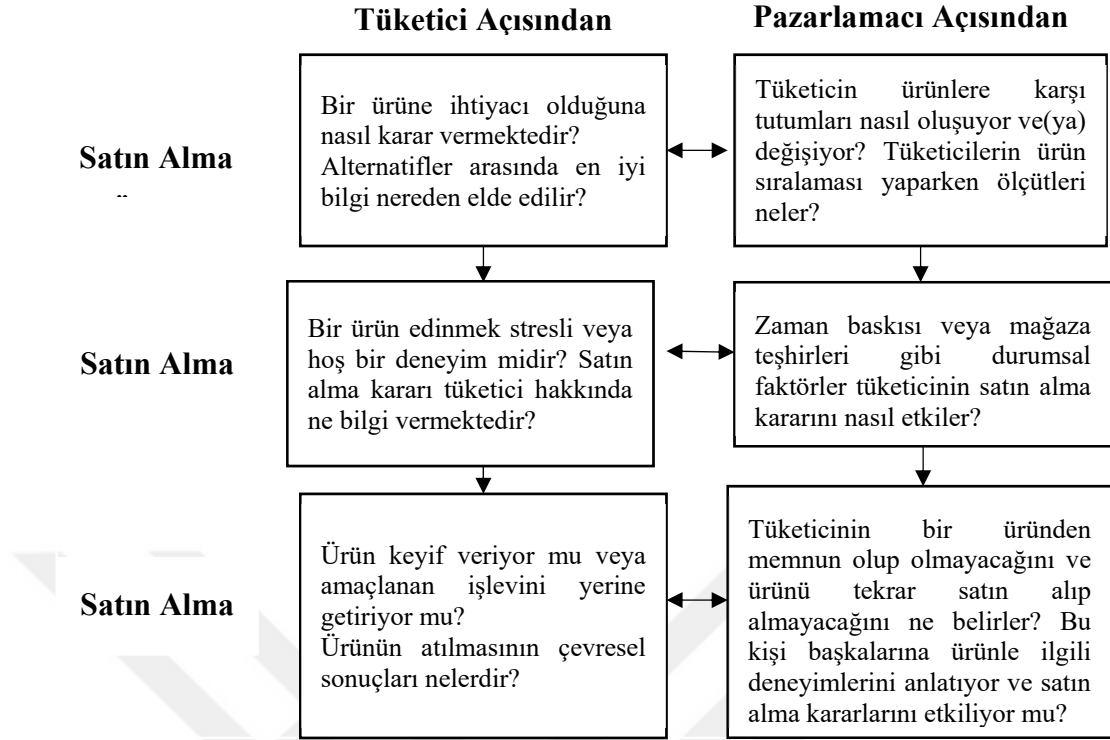 Tüketici Açısından
Pazarlamacı Açısından
Satın Alma
Bir ürüne ihtiyacı olduğuna
nasıl karar vermektedir?
Alternatifler arasında en iyi
bilgi nereden elde edilir?
Tüketicin ürünlere karşı
tutumları nasıl oluşuyor ve(ya)
değişiyor? Tüketicilerin ürün
sıralaması yaparken ölçütleri
neler?
Satın Alma
Bir ürün edinmek stresli veya
hoş bir deneyim midir? Satın
alma kararı tüketici hakkında
ne bilgi vermektedir?
Zaman baskısı veya mağaza
teşhirleri gibi durumsal
faktörler tüketicinin satın alma
kararını nasıl etkiler?
Satın Alma
Ürün keyif veriyor mu veya
amaçlanan işlevini yerine
getiriyor mu?
Ürünün atılmasının çevresel
sonuçları nelerdir?
Tüketicinin bir üründen
memnun olup olmayacağını ve
ürünü tekrar satın alıp
almayacağını ne belirler? Bu
kişi başkalarına ürünle ilgili
deneyimlerini anlatıyor ve satın
alma kararlarını etkiliyor mu?